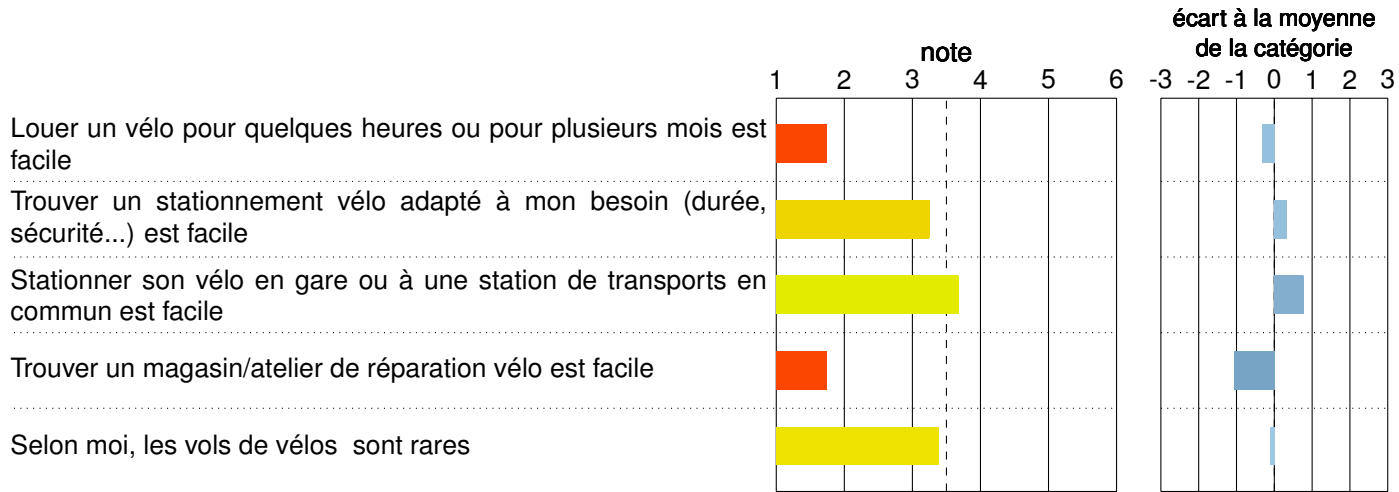 écart à la moyenne
note de la catégorie
1 2 3 4 5 6 -3 -2 -1 0 1 2 3
Louer un vélo pour quelques heures ou pour plusieurs mois est
facile
Trouver un stationnement vélo adapté à mon besoin (durée,
sécurité...) est facile
Stationner son vélo en gare ou à une station de transports en
commun est facile
Trouver un magasin/atelier de réparation vélo est facile
Selon moi, les vols de vélos sont rares